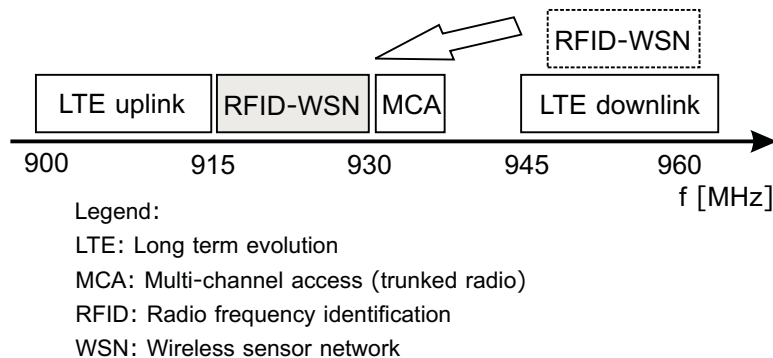 RFID-WSN
LTE uplink RFID-WSN MCA LTE downlink
900 915 930 945 960
f [MHz]
Legend:
LTE: Long term evolution
MCA: Multi-channel access (trunked radio)
RFID: Radio frequency identification
WSN: Wireless sensor network